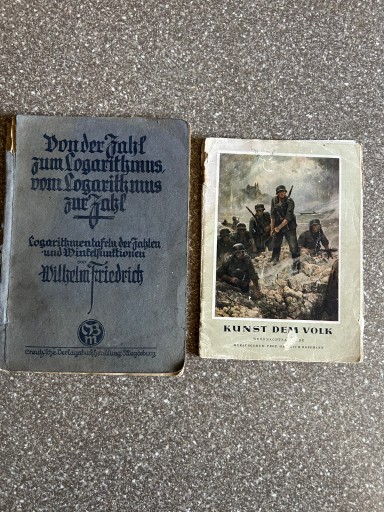 Von der Zahl
zum Logarithmus,
vom Logarithmus
zur Zahl
Logarithmentafeln der Zahlen
und Winkelfunktionen
von
Wilhelm Friedrich
Creutz'sche Verlagsbuchhandlung, Magdeburg
KUNST DEM VOLK